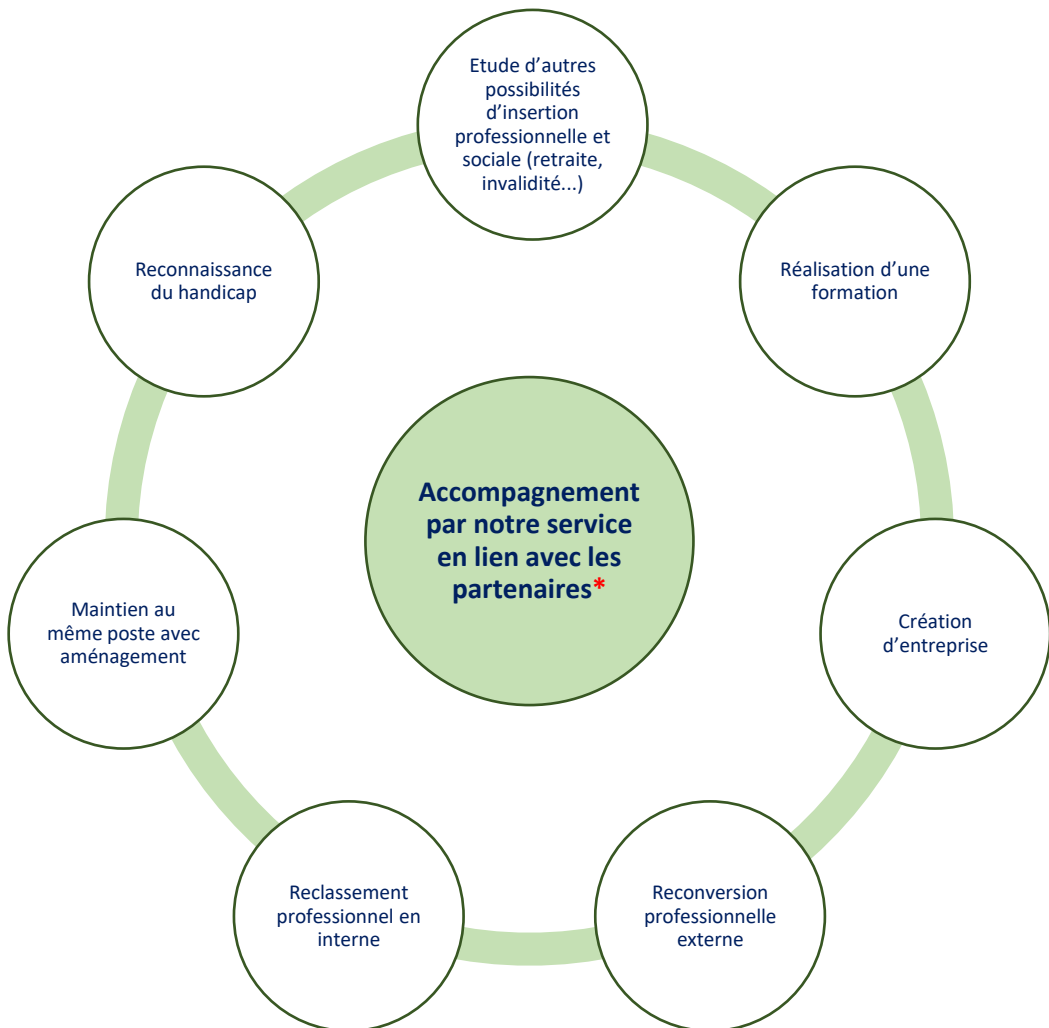 Etude d’autres
possibilités
d’insertion
professionnelle et
sociale (retraite,
invalidité...)
Réalisation d’une
formation
Création
d’entreprise
Reconversion
professionnelle
externe
Reclassement
professionnel en
interne
Maintien au
même poste avec
aménagement
Reconnaissance
du handicap
Accompagnement
par notre service
en lien avec les
partenaires*